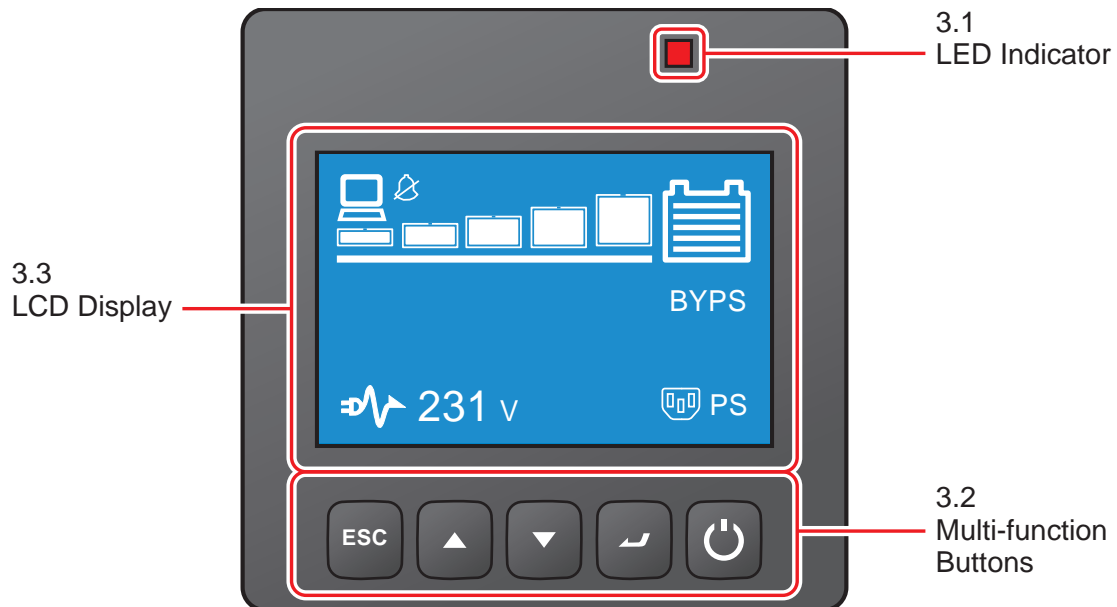 3.1
LED Indicator
3.3
LCD Display
BYPS
231 V
PS
ESC
3.2
Multi-function
Buttons